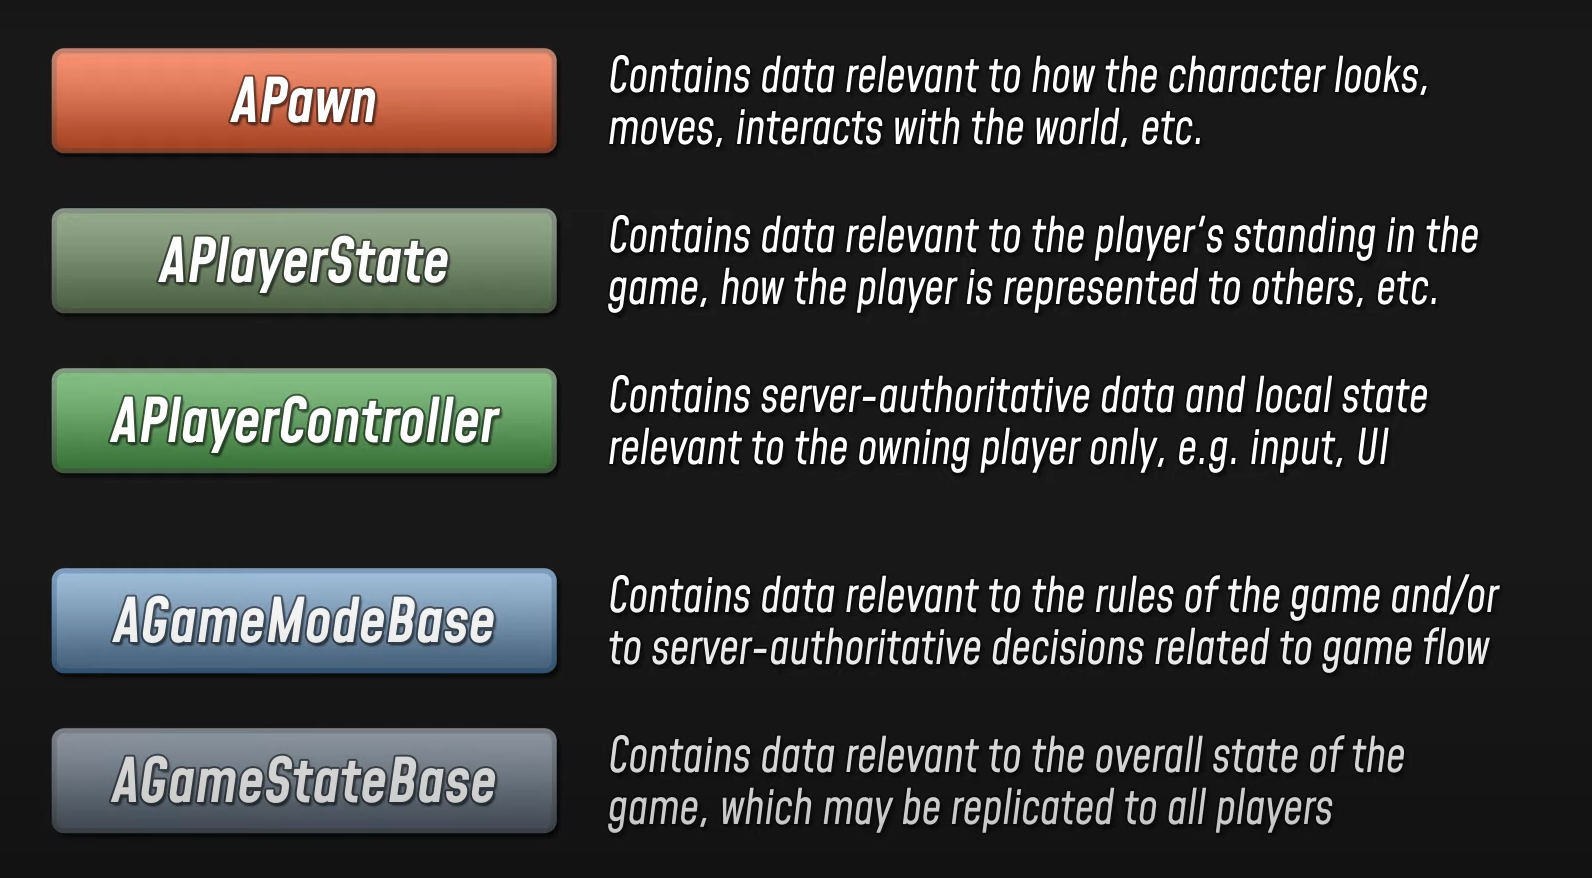 APawn
Contains data relevant to how the character looks,
moves, interacts with the world, etc.
APlayerState
Contains data relevant to the player's standing in the
game, how the player is represented to others, etc.
APlayerController
Contains server-authoritative data and local state
relevant to the owning player only, e.g. input, UI
AGameModeBase
Contains data relevant to the rules of the game and/or
to server-authoritative decisions related to game flow
AGameStateBase
Contains data relevant to the overall state of the
game, which may be replicated to all players